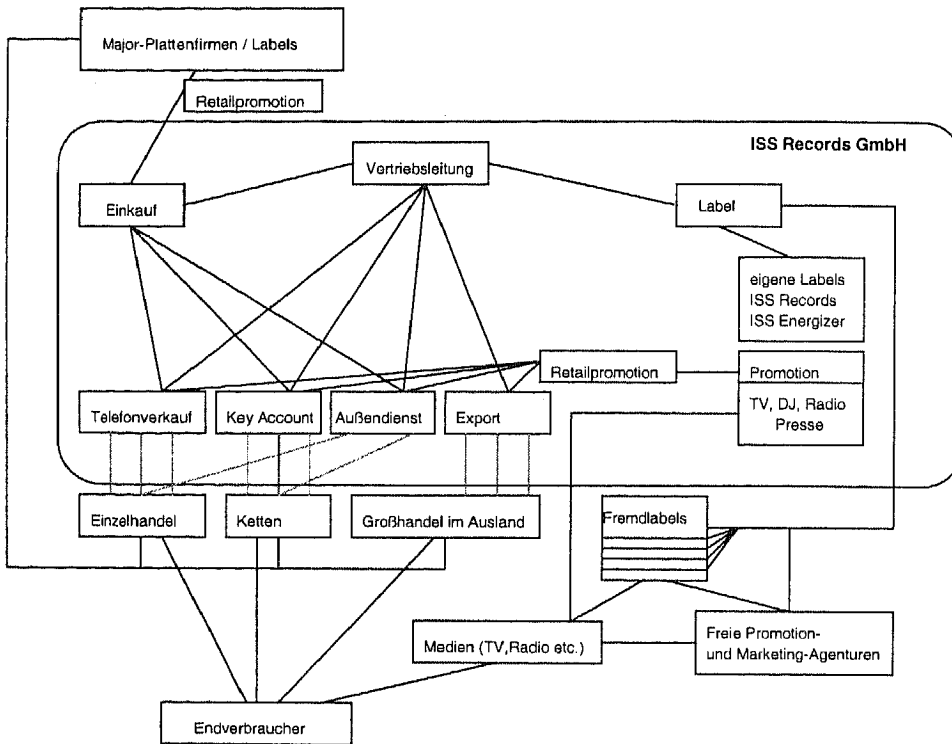 Major-Plattenfirmen / Labels
Retailpromotion
ISS Records GmbH
Vertriebsleitung
Einkauf
Label
eigene Labels
ISS Records
ISS Energizer
Retailpromotion
Promotion
TV, DJ, Radio
Presse
Telefonverkauf
Key Account
Außendienst
Export
Einzelhandel
Ketten
Großhandel im Ausland
Fremdlabels
Medien (TV,Radio etc.)
Freie Promotion-
und Marketing-Agenturen
Endverbraucher